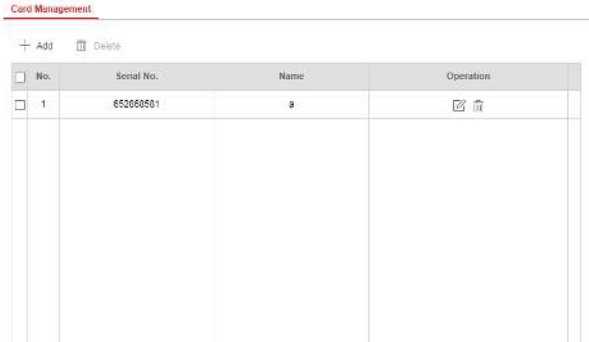 Card Management
Add Delete
No. Serial No. Name Operation
1 652868581 a